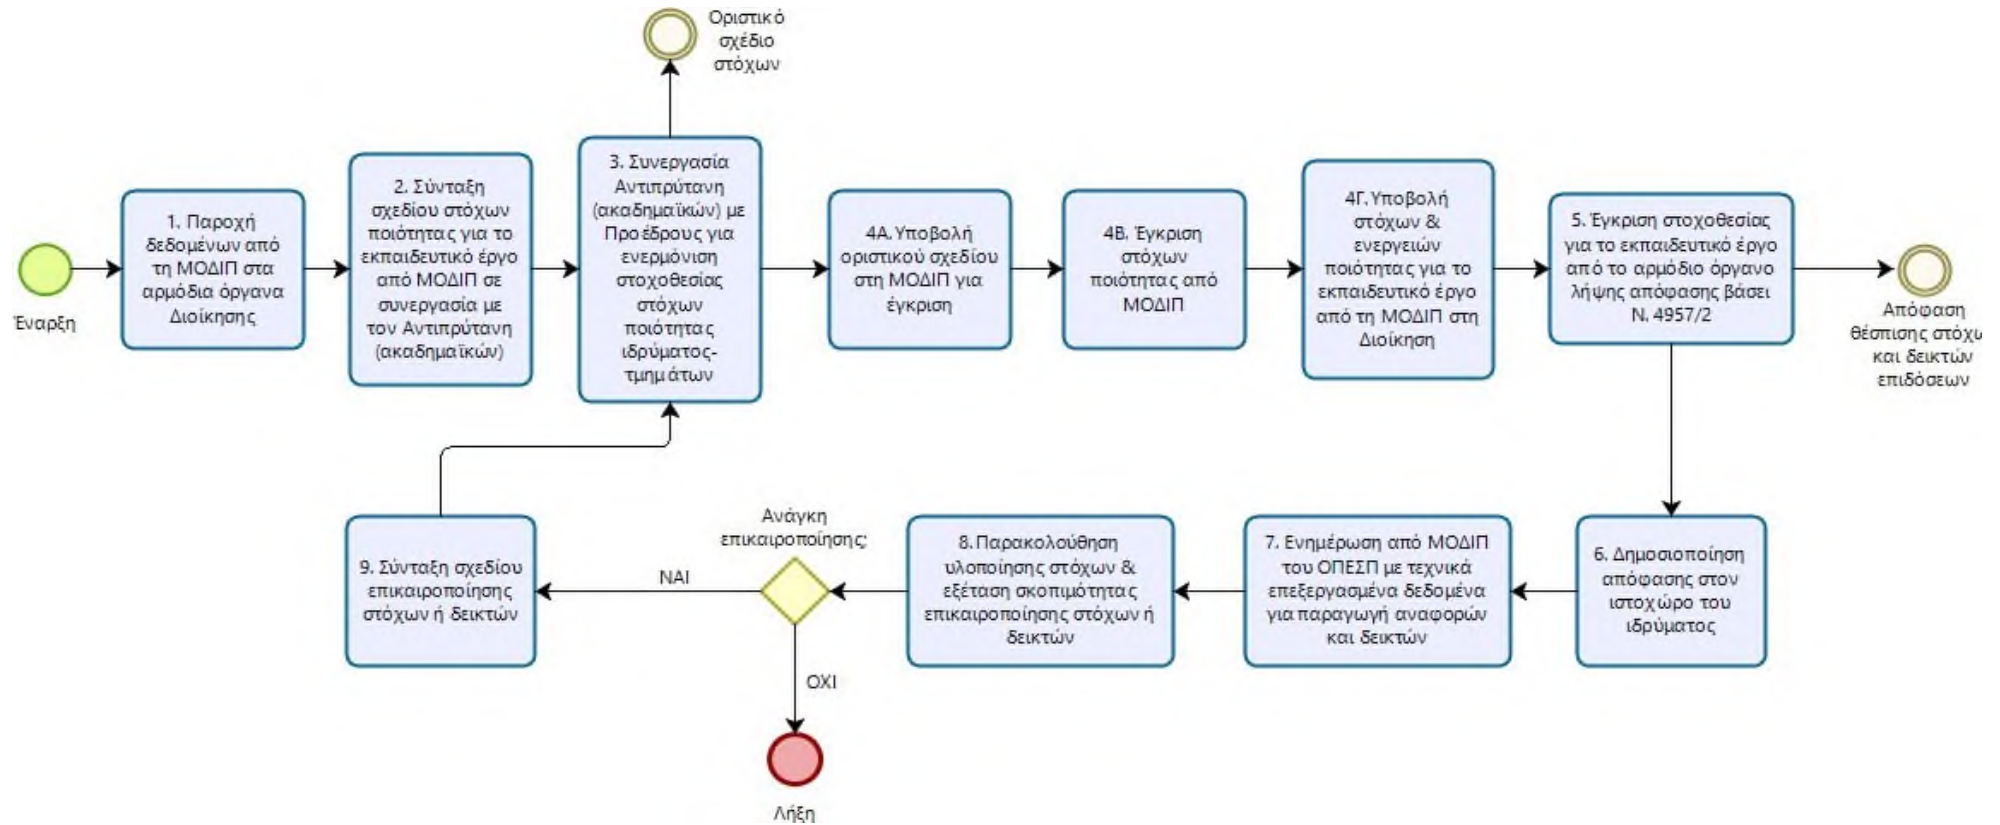 Οριστικό
σχέδιο
στόχων
Έναρξη
1. Παροχή
δεδομένων από
τη ΜΟΔΙΠ στα
αρμόδια όργανα
Διοίκησης
2. Σύνταξη
σχεδίου στόχων
ποιότητας για το
εκπαιδευτικό έργο
από ΜΟΔΙΠ σε
συνεργασία με
τον Αντιπρύτανη
(ακαδημαϊκών)
3. Συνεργασία
Αντιπρύτανη
(ακαδημαϊκών) με
Προέδρους για
ενερμόνιση
στοχοθεσίας
στόχων
ποιότητας
ιδρύματος-
τμημάτων
4Α. Υποβολή
οριστικού σχεδίου
στη ΜΟΔΙΠ για
έγκριση
4Β. Έγκριση
στόχων
ποιότητας από
ΜΟΔΙΠ
4Γ. Υποβολή
στόχων &
ενεργειών
ποιότητας για το
εκπαιδευτικό έργο
από τη ΜΟΔΙΠ στη
Διοίκηση
5. Έγκριση στοχοθεσίας
για το εκπαιδευτικό έργο
από το αρμόδιο όργανο
λήψης απόφασης βάσει
Ν. 4957/2
Απόφαση
θέσπισης στόχω
και δεικτών
επιδόσεων
6. Δημοσιοποίηση
απόφασης στον
ιστοχώρο του
ιδρύματος
7. Ενημέρωση από ΜΟΔΙΠ
του ΟΠΕΣΠ με τεχνικά
επεξεργασμένα δεδομένα
για παραγωγή αναφορών
και δεικτών
8. Παρακολούθηση
υλοποίησης στόχων &
εξέταση σκοπιμότητας
επικαιροποίησης στόχων ή
δεικτών
Ανάγκη
επικαιροποίησης;
ΝΑΙ
ΟΧΙ
9. Σύνταξη σχεδίου
επικαιροποίησης
στόχων ή δεικτών
Λήξη